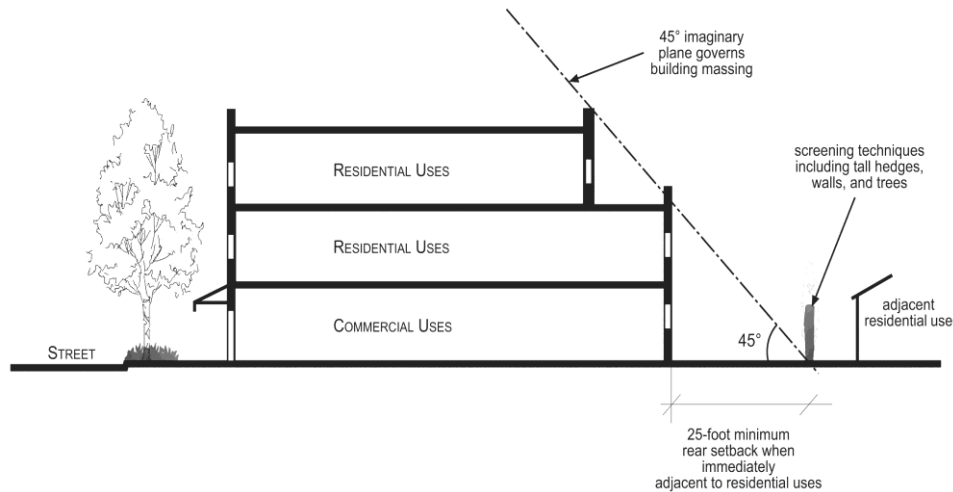 45° imaginary
plane governs
building massing
screening techniques
including tall hedges,
walls, and trees
RESIDENTIAL USES
RESIDENTIAL USES
COMMERCIAL USES
STREET
45°
adjacent
residential use
25-foot minimum
rear setback when
immediately
adjacent to residential uses